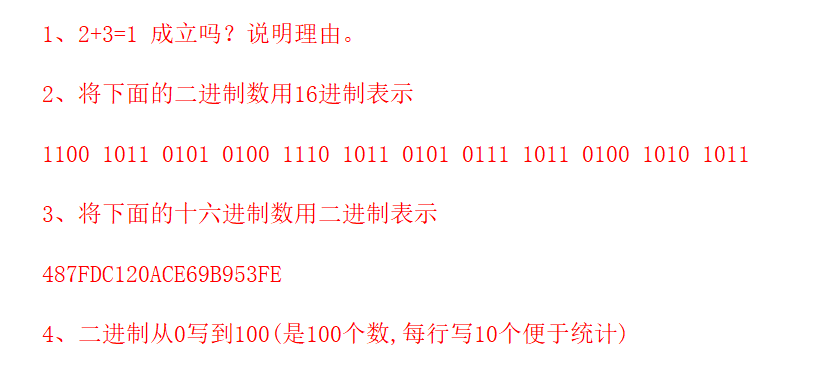 1、2+3=1 成立吗？说明理由。
2、将下面的二进制数用16进制表示
1100 1011 0101 0100 1110 1011 0101 0111 1011 0100 1010 1011
3、将下面的十六进制数用二进制表示
487FDC120ACE69B953FE
4、二进制从0写到100(是100个数,每行写10个便于统计)